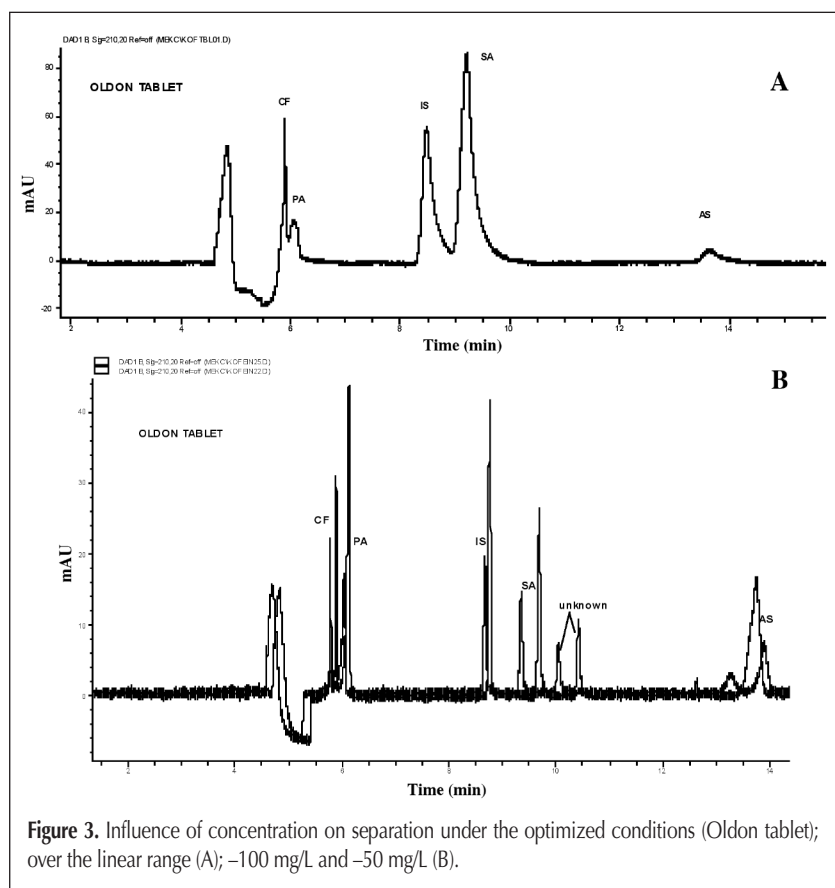 DAD1 B, Sig=210,20 Ref=off (MEKC\KOFTBL01.D)
OLDON TABLET
A
CF
PA
IS
SA
AS
mAU
80
60
40
20
0
-20
2
4
6
8
10
12
14
Time (min)
DAD1 B, Sig=210,20 Ref=off (MEKC\KOFEIN25.D)
DAD1 B, Sig=210,20 Ref=off (MEKC\KOFEIN22.D)
B
OLDON TABLET
CF
PA
IS
SA
unknown
AS
mAU
40
30
20
10
0
2
4
6
8
10
12
14
Time (min)
Figure 3. Influence of concentration on separation under the optimized conditions (Oldon tablet);
over the linear range (A); –100 mg/L and –50 mg/L (B).